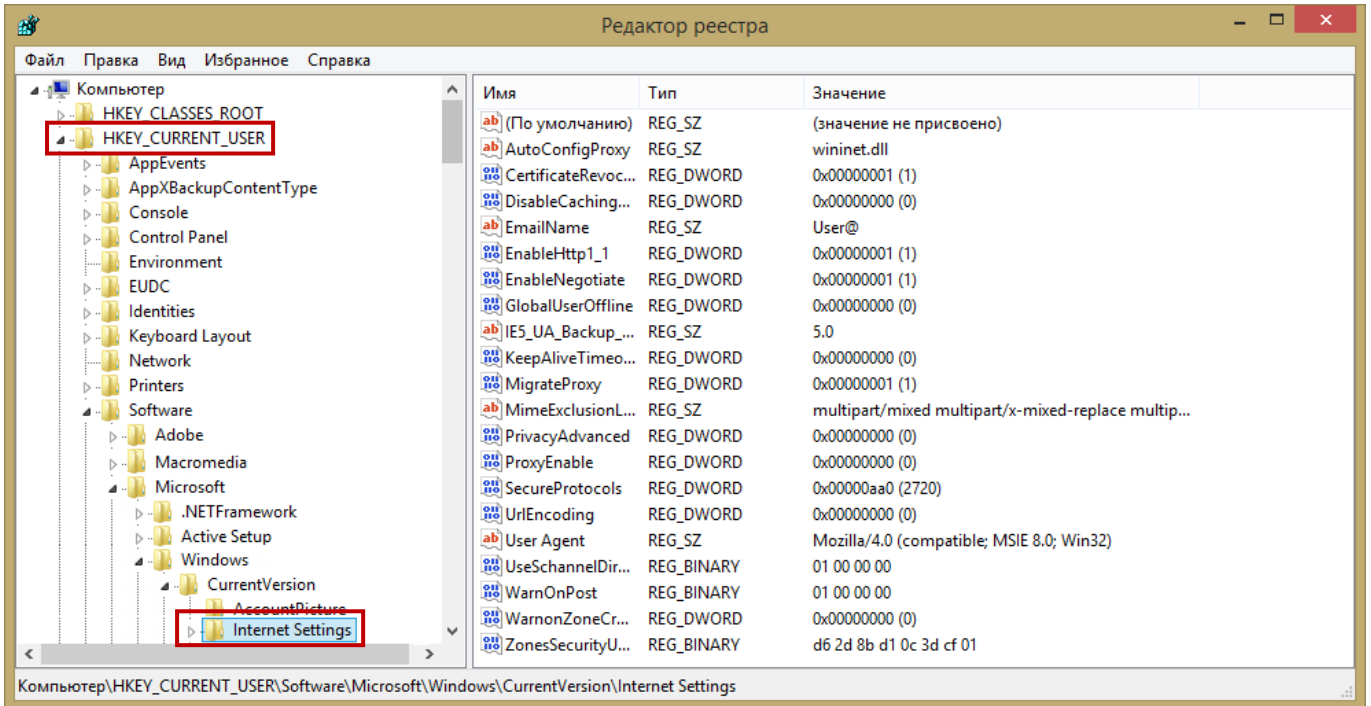 Редактор реестра
Файл Правка Вид Избранное Справка
Компьютер
HKEY_CLASSES_ROOT
HKEY_CURRENT_USER
AppEvents
AppXBackupContentType
Console
Control Panel
Environment
EUDC
Identities
Keyboard Layout
Network
Printers
Software
Adobe
Macromedia
Microsoft
.NETFramework
Active Setup
Windows
CurrentVersion
AccountPicture
Internet Settings
Имя Тип Значение
(По умолчанию) REG_SZ (значение не присвоено)
AutoConfigProxy REG_SZ wininet.dll
CertificateRevoc... REG_DWORD 0x00000001 (1)
DisableCaching... REG_DWORD 0x00000000 (0)
EmailName REG_SZ User@
EnableHttp1_1 REG_DWORD 0x00000001 (1)
EnableNegotiate REG_DWORD 0x00000001 (1)
GlobalUserOffline REG_DWORD 0x00000000 (0)
IE5_UA_Backup_... REG_SZ 5.0
KeepAliveTimeo... REG_DWORD 0x00000000 (0)
MigrateProxy REG_DWORD 0x00000001 (1)
MimeExclusionL... REG_SZ multipart/mixed multipart/x-mixed-replace multip...
PrivacyAdvanced REG_DWORD 0x00000000 (0)
ProxyEnable REG_DWORD 0x00000000 (0)
SecureProtocols REG_DWORD 0x00000aa0 (2720)
UrlEncoding REG_DWORD 0x00000000 (0)
User Agent REG_SZ Mozilla/4.0 (compatible; MSIE 8.0; Win32)
UseSchannelDir... REG_BINARY 01 00 00 00
WarnOnPost REG_BINARY 01 00 00 00
WarnonZoneCr... REG_DWORD 0x00000000 (0)
ZonesSecurityU... REG_BINARY d6 2d 8b d1 0c 3d cf 01
Компьютер\HKEY_CURRENT_USER\Software\Microsoft\Windows\CurrentVersion\Internet Settings